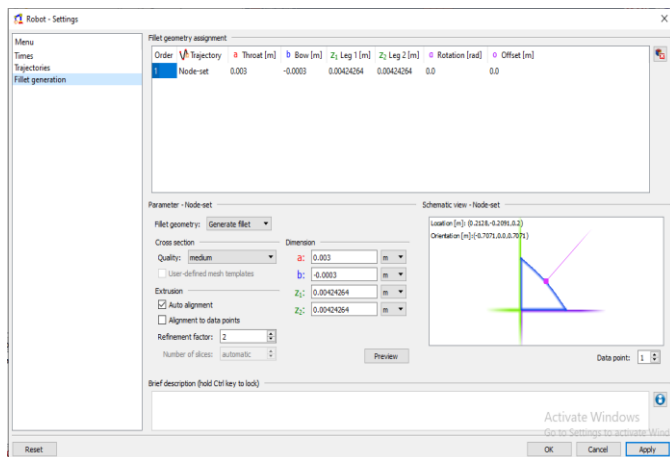 Robot - Settings
Menu
Times
Trajectories
Fillet generation
Fillet geometry assignment
Order Trajectory a Throat [m] b Bow [m] z₁ Leg 1 [m] z₂ Leg 2 [m] α Rotation [rad] o Offset [m]
1 Node-set 0.003 -0.0003 0.00424264 0.00424264 0.0 0.0
Parameter - Node-set
Fillet geometry: Generate fillet
Cross section
Quality: medium
User-defined mesh templates
Extrusion
Auto alignment
Alignment to data points
Refinement factor: 2
Number of slices: automatic
Dimension
a: 0.003 m
b: -0.0003 m
z₁: 0.00424264 m
z₂: 0.00424264 m
Preview
Schematic view - Node-set
Location [m]: (0.2128,-0.2091,0.2)
Orientation [m]:(-0.7071,0.0,0.7071)
Data point: 1
Brief description (hold Ctrl key to lock)
Activate Windows
Go to Settings to activate Wind
Reset
OK
Cancel
Apply